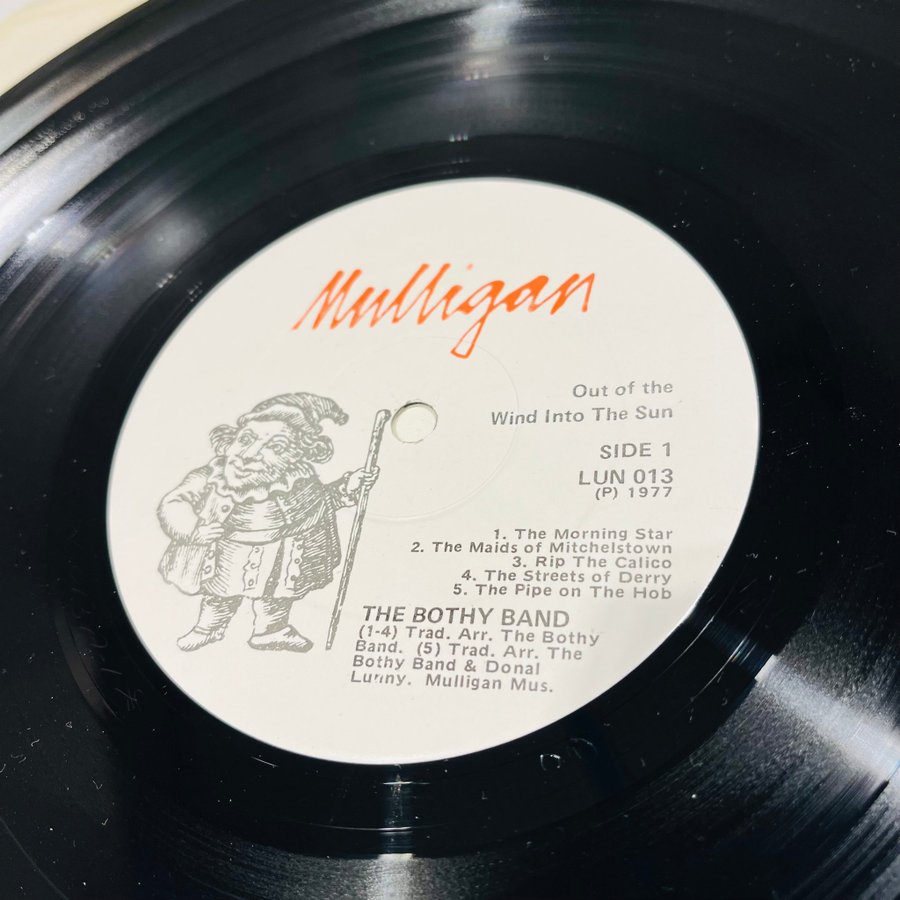 Mulligan
Out of the
Wind Into The Sun
SIDE 1
LUN 013
(P) 1977
1. The Morning Star
2. The Maids of Mitchelstown
3. Rip The Calico
4. The Streets of Derry
5. The Pipe on The Hob
THE BOTHY BAND
(1-4) Trad. Arr. The Bothy
Band. (5) Trad. Arr. The
Bothy Band & Donal
Lunny. Mulligan Mus.